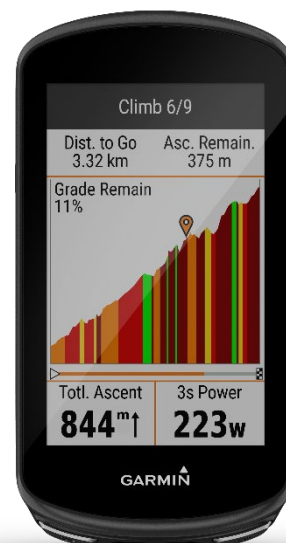 Climb 6/9
Dist. to Go Asc. Remain.
3.32 km 375 m
Grade Remain
11%
Totl. Ascent 3s Power
844 m↑ 223w
GARMIN